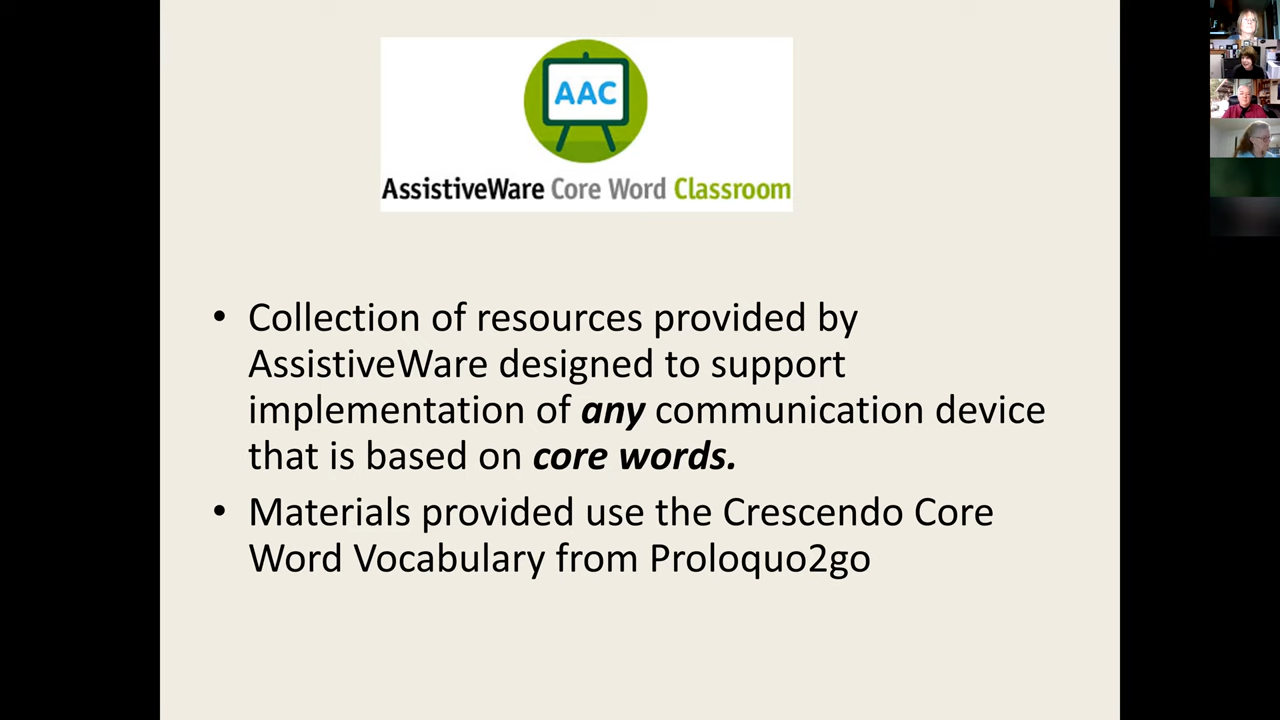 AAC
AssistiveWare Core Word Classroom
• Collection of resources provided by
AssistiveWare designed to support
implementation of any communication device
that is based on core words.
• Materials provided use the Crescendo Core
Word Vocabulary from Proloquo2go